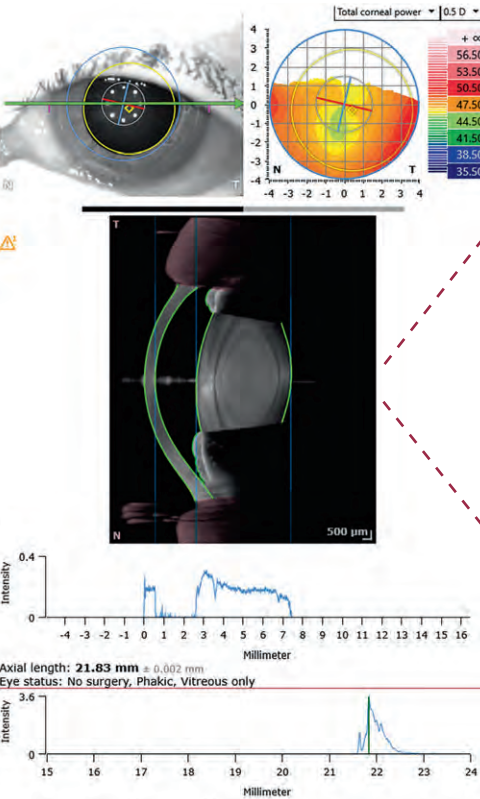 Total corneal power
0.5 D
+ ∞
56.50
53.50
50.50
47.50
44.50
41.50
38.50
35.50
4
3
2
1
0
-1
-2
-3
-4
N
T
-4 -3 -2 -1 0 1 2 3 4
N
T
T
N
500 µm
Intensity
0.4
0
-4 -3 -2 -1 0 1 2 3 4 5 6 7 8 9 10 11 12 13 14 15 16
Millimeter
Axial length: 21.83 mm ± 0.002 mm
Eye status: No surgery, Phakic, Vitreous only
Intensity
3.6
0
15 16 17 18 19 20 21 22 23 24
Millimeter